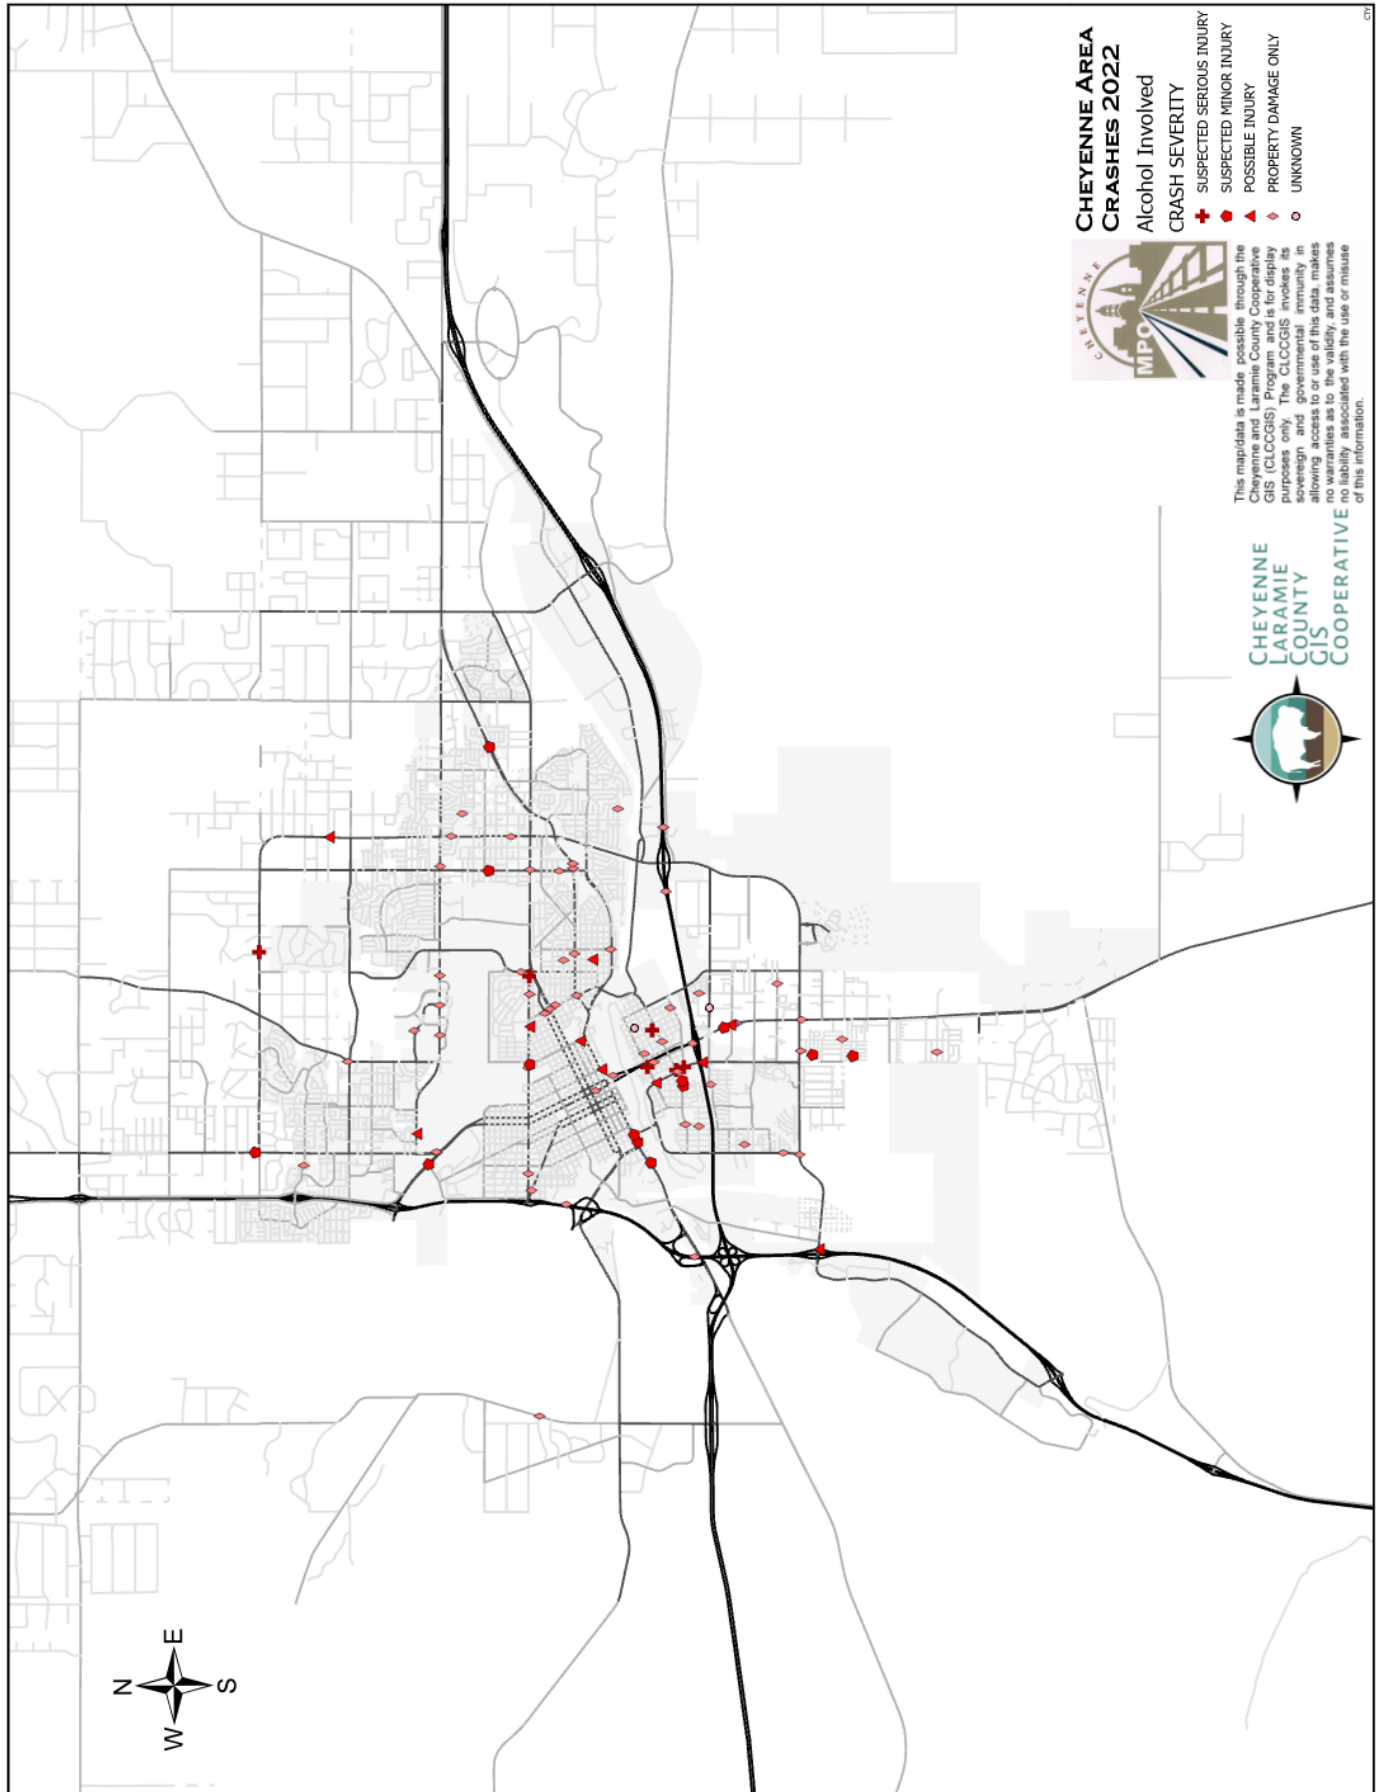 CHEYENNE AREA
CRASHES 2022
Alcohol Involved
CRASH SEVERITY
SUSPECTED SERIOUS INJURY
SUSPECTED MINOR INJURY
POSSIBLE INJURY
PROPERTY DAMAGE ONLY
UNKNOWN
CHEYENNE
MPO
This map/data is made possible through the
Cheyenne and Laramie County Cooperative
GIS (CLCCGIS) Program and is for display
purposes only. The CLCCGIS invokes its
sovereign and governmental immunity in
allowing access to or use of this data, makes
no warranties as to the validity, and assumes
no liability associated with the use or misuse
of this information.
CHEYENNE
LARAMIE
COUNTY
GIS
COOPERATIVE
N
W
E
S
CTY